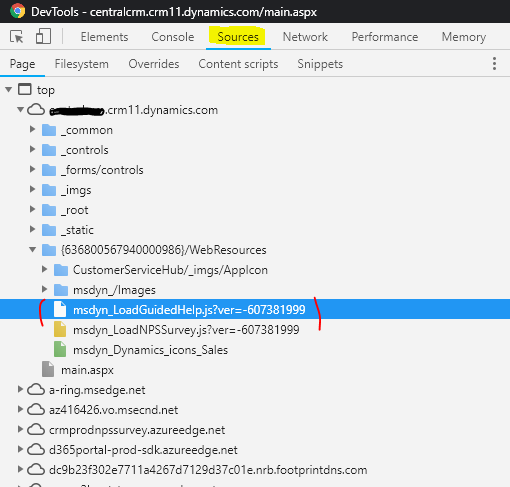 DevTools - centralcrm.crm11.dynamics.com/main.aspx
Elements Console Sources Network Performance Memory
Page Filesystem Overrides Content scripts Snippets
top
.crm11.dynamics.com
_common
_controls
_forms/controls
_imgs
_root
_static
{636800567940000986}/WebResources
CustomerServiceHub/_imgs/AppIcon
msdyn_/Images
msdyn_LoadGuidedHelp.js?ver=-607381999
msdyn_LoadNPSSurvey.js?ver=-607381999
msdyn_Dynamics_icons_Sales
main.aspx
a-ring.msedge.net
az416426.vo.msecnd.net
crmprodnpssurvey.azureedge.net
d365portal-prod-sdk.azureedge.net
dc9b23f302e7711a4267d7129d37c01e.nrb.footprintdns.com